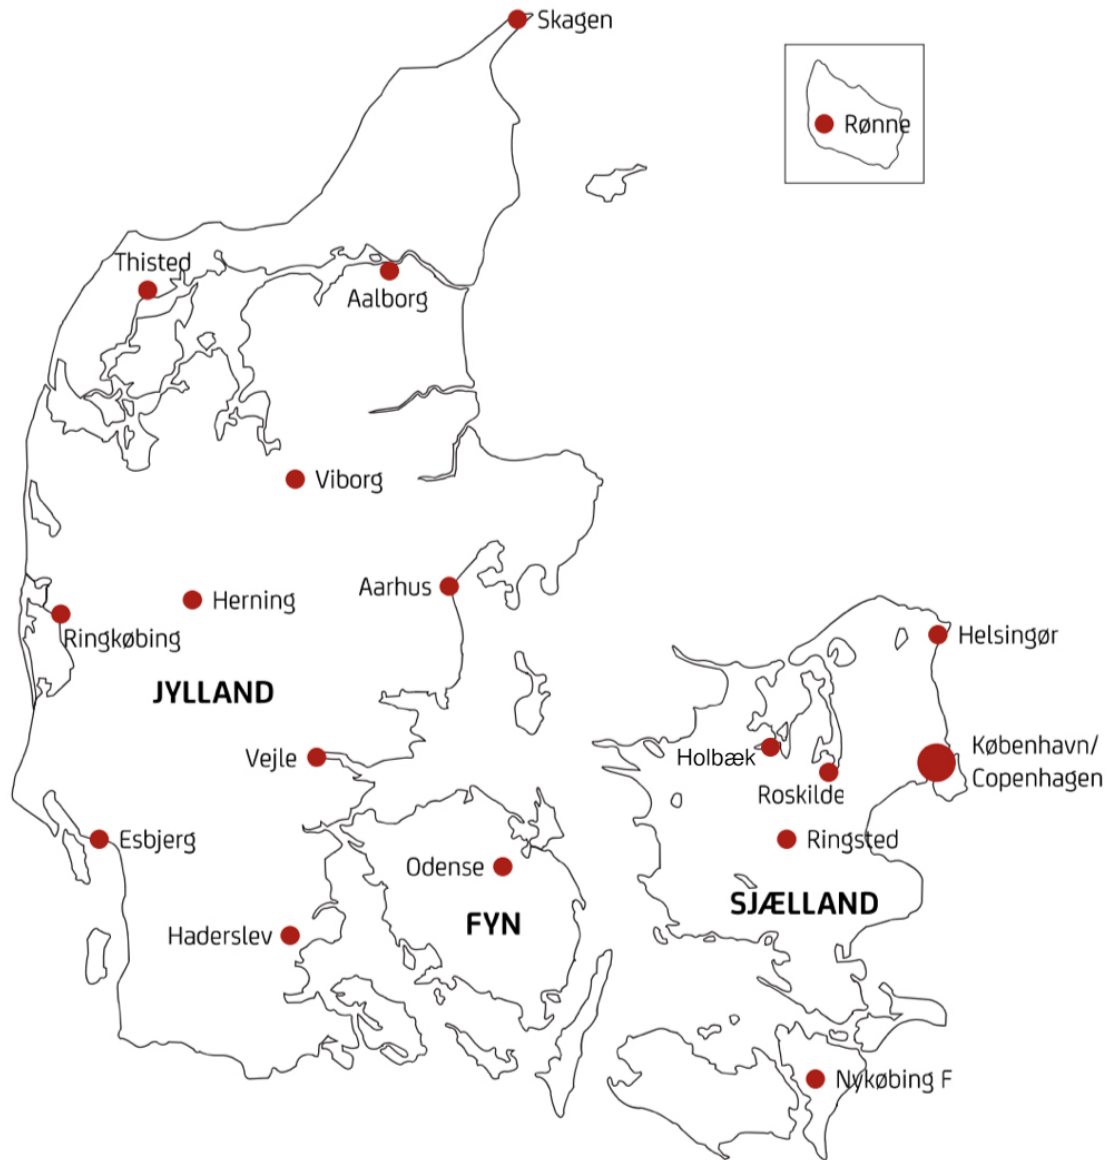 Skagen
Rønne
Thisted
Aalborg
Viborg
Aarhus
Herning
Ringkøbing
Helsingør
JYLLAND
København/
Copenhagen
Vejle
Holbæk
Roskilde
Esbjerg
Ringsted
Odense
SJÆLLAND
FYN
Haderslev
Nykøbing F